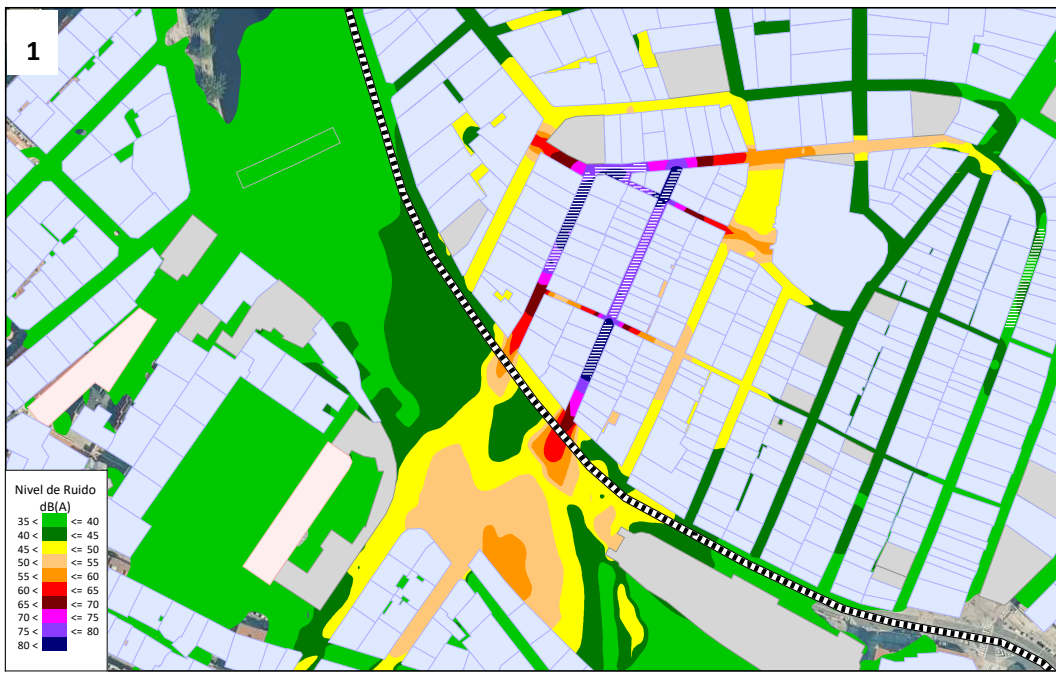 1
Nivel de Ruido
dB(A)
35 < <= 40
40 < <= 45
45 < <= 50
50 < <= 55
55 < <= 60
60 < <= 65
65 < <= 70
70 < <= 75
75 < <= 80
80 <